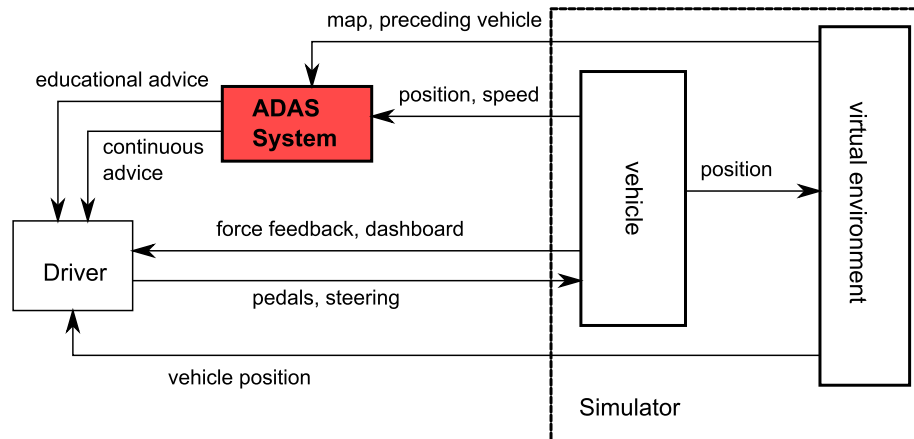 map, preceding vehicle
educational advice
ADAS
System
position, speed
continuous
advice
vehicle
position
virtual environment
force feedback, dashboard
Driver
pedals, steering
vehicle position
Simulator